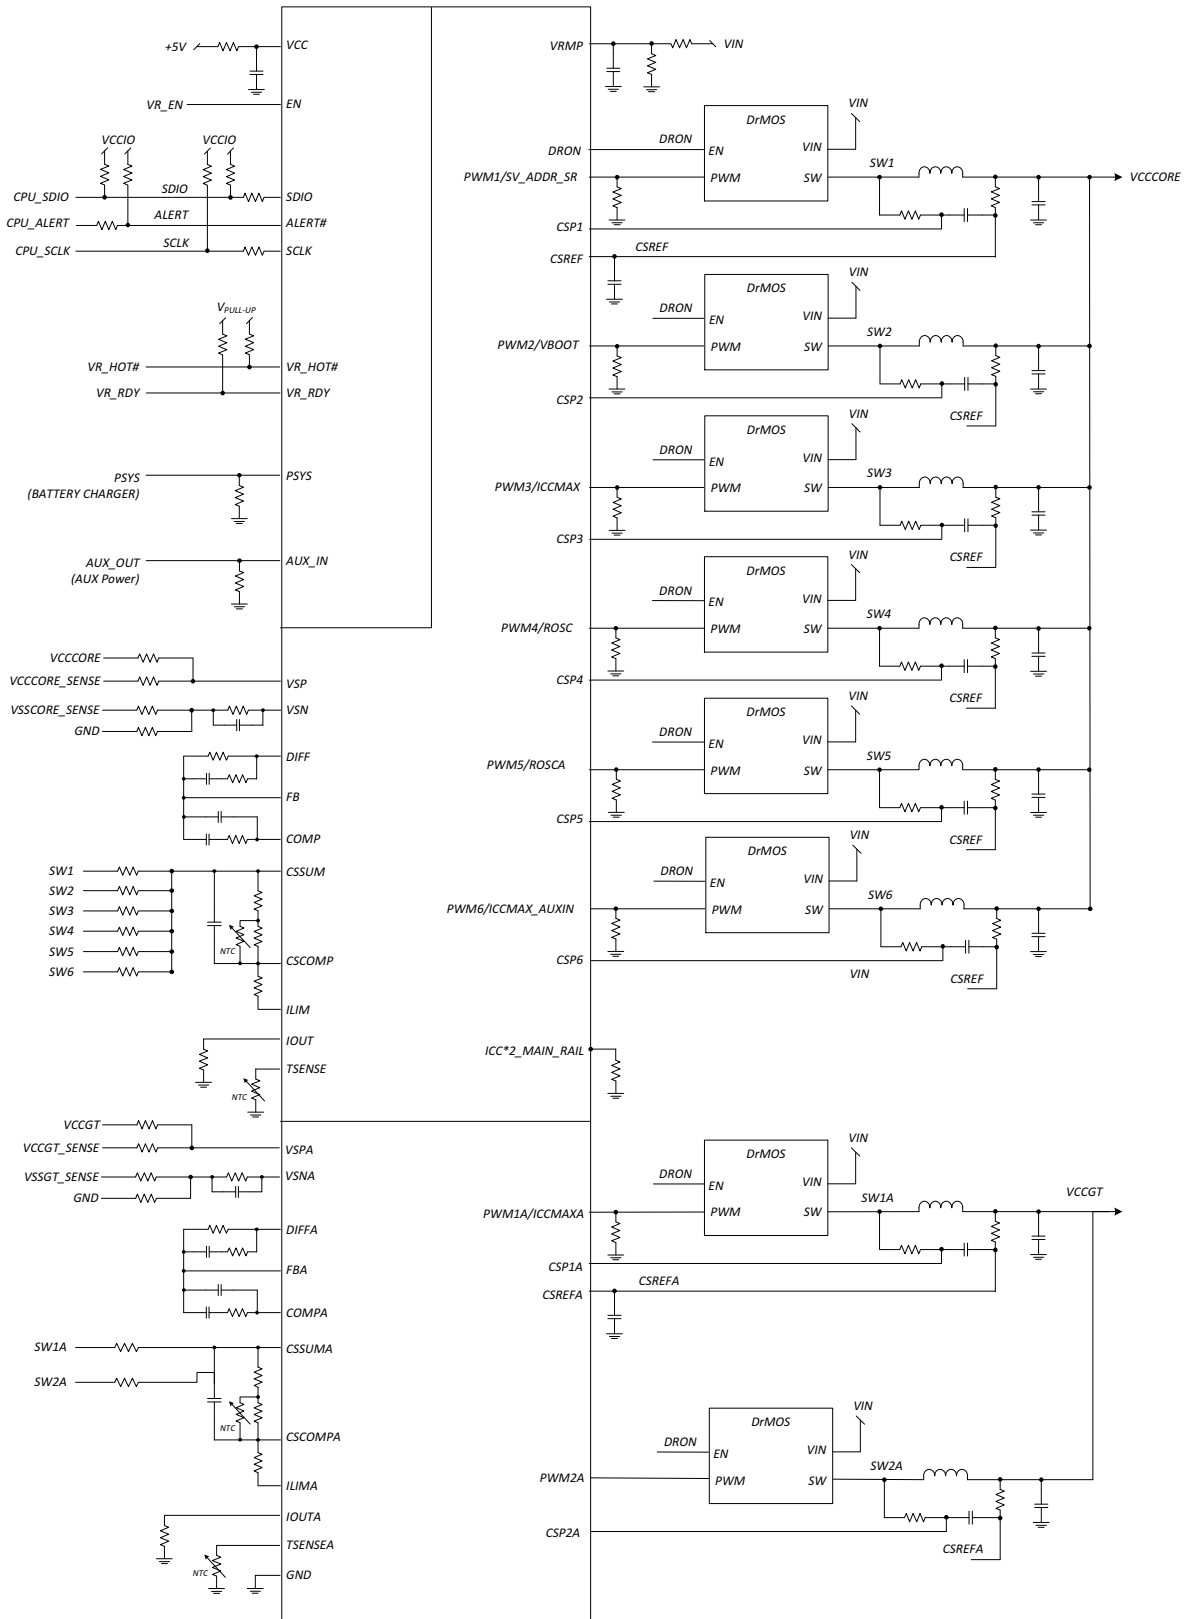 +5V
VCC
VR_EN
EN
VCCIO
VCCIO
CPU_SDIO
SDIO
SDIO
CPU_ALERT
ALERT
ALERT#
CPU_SCLK
SCLK
SCLK
VPULL-UP
VR_HOT#
VR_HOT#
VR_RDY
VR_RDY
PSYS
(BATTERY CHARGER)
PSYS
AUX_OUT
(AUX Power)
AUX_IN
VCCCORE
VCCCORE_SENSE
VSP
VSSCORE_SENSE
VSN
GND
DIFF
FB
COMP
SW1
CSSUM
SW2
SW3
SW4
SW5
SW6
NTC
CSCOMP
ILIM
IOUT
TSENSE
NTC
VCCGT
VCCGT_SENSE
VSPA
VSSGT_SENSE
VSNA
GND
DIFFA
FBA
COMPA
SW1A
CSSUMA
SW2A
NTC
CSCOMPA
ILIMA
IOUTA
TSENSEA
NTC
GND
VRMP
VIN
DrMOS
VIN
DRON
DRON
EN
VIN
PWM1/SV_ADDR_SR
PWM
SW
SW1
VCCCORE
CSP1
CSREF
CSREF
DrMOS
VIN
DRON
EN
VIN
PWM2/VBOOT
PWM
SW
SW2
CSP2
CSREF
DrMOS
VIN
DRON
EN
VIN
PWM3/ICCMAX
PWM
SW
SW3
CSP3
CSREF
DrMOS
VIN
DRON
EN
VIN
PWM4/ROSC
PWM
SW
SW4
CSP4
CSREF
DrMOS
VIN
DRON
EN
VIN
PWM5/ROSCA
PWM
SW
SW5
CSP5
CSREF
DrMOS
VIN
DRON
EN
VIN
PWM6/ICCMAX_AUXIN
PWM
SW
SW6
CSP6
VIN
CSREF
ICC*2_MAIN_RAIL
DrMOS
VIN
DRON
EN
VIN
PWM1A/ICCMAXA
PWM
SW
SW1A
VCCGT
CSP1A
CSREFA
CSREFA
DrMOS
VIN
DRON
EN
VIN
PWM2A
PWM
SW
SW2A
CSP2A
CSREFA